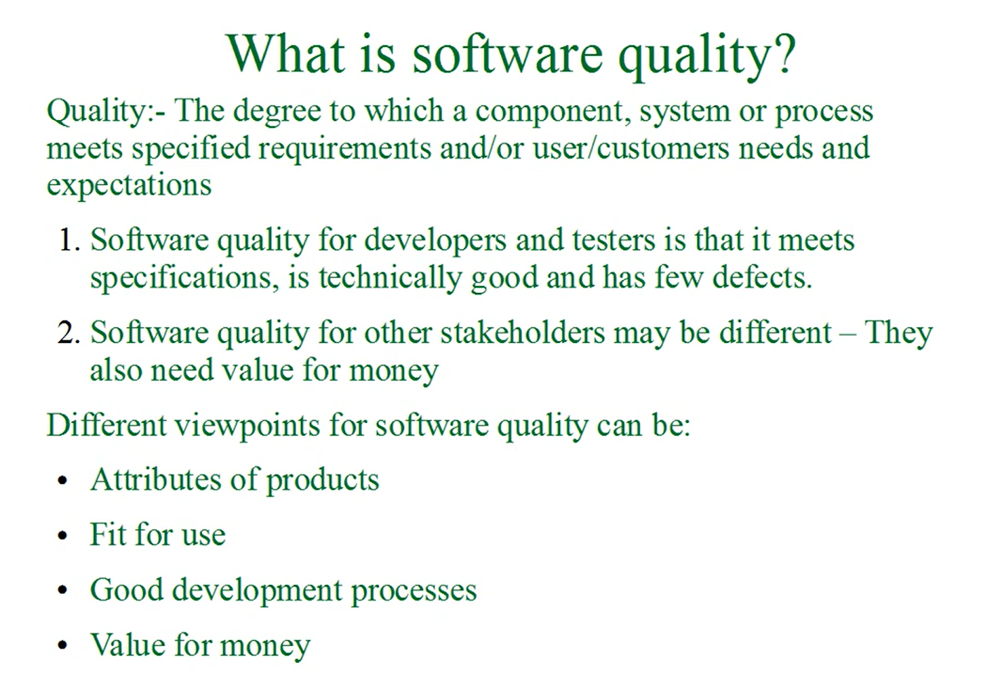 What is software quality?
Quality:- The degree to which a component, system or process
meets specified requirements and/or user/customers needs and
expectations
1. Software quality for developers and testers is that it meets
specifications, is technically good and has few defects.
2. Software quality for other stakeholders may be different – They
also need value for money
Different viewpoints for software quality can be:
• Attributes of products
• Fit for use
• Good development processes
• Value for money